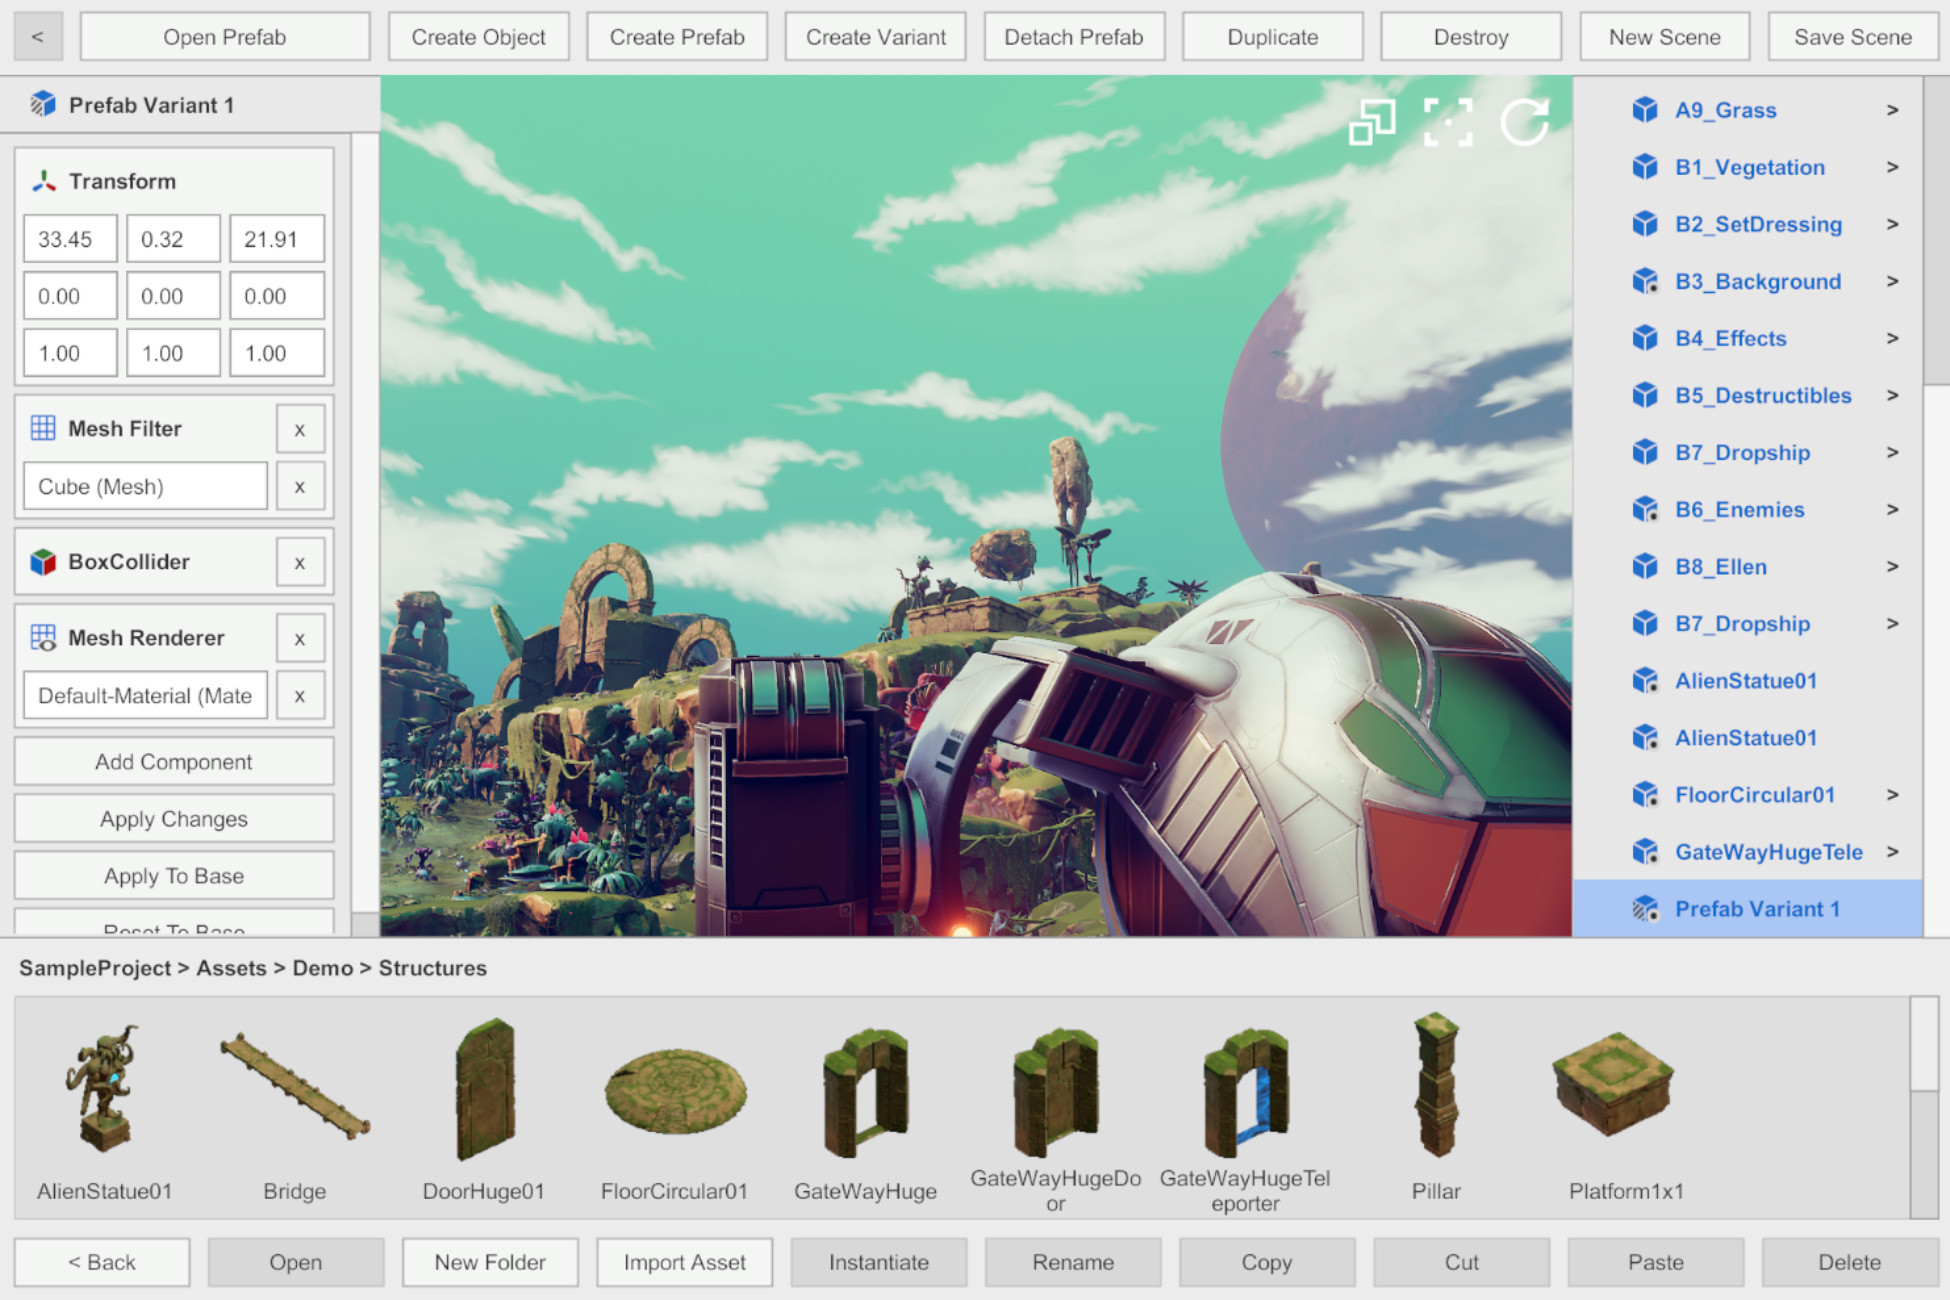 < Open Prefab Create Object Create Prefab Create Variant Detach Prefab Duplicate Destroy New Scene Save Scene
Prefab Variant 1
Transform
33.45 0.32 21.91
0.00 0.00 0.00
1.00 1.00 1.00
Mesh Filter x
Cube (Mesh) x
BoxCollider x
Mesh Renderer x
Default-Material (Mate x
Add Component
Apply Changes
Apply To Base
Reset To Base
A9_Grass >
B1_Vegetation >
B2_SetDressing >
B3_Background >
B4_Effects >
B5_Destructibles >
B7_Dropship >
B6_Enemies >
B8_Ellen >
B7_Dropship >
AlienStatue01
AlienStatue01
FloorCircular01 >
GateWayHugeTele >
Prefab Variant 1
SampleProject > Assets > Demo > Structures
AlienStatue01
Bridge
DoorHuge01
FloorCircular01
GateWayHuge
GateWayHugeDo
or
GateWayHugeTel
eporter
Pillar
Platform1x1
< Back Open New Folder Import Asset Instantiate Rename Copy Cut Paste Delete